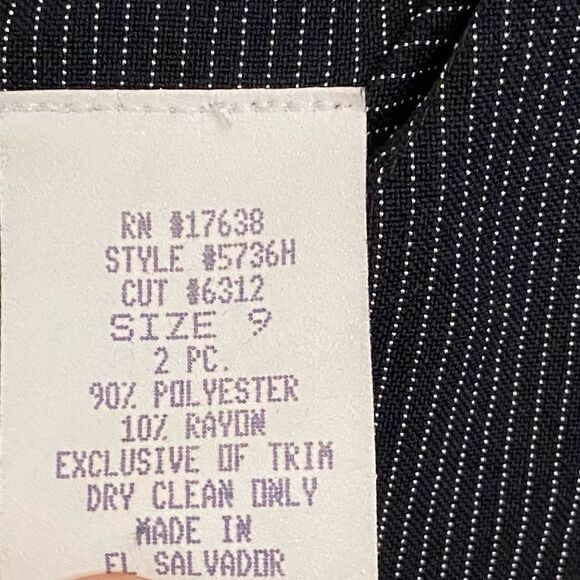 RN #17638
STYLE #5736H
CUT #6312
SIZE 9
2 PC.
90% POLYESTER
10% RAYON
EXCLUSIVE OF TRIM
DRY CLEAN ONLY
MADE IN
EL SALVADOR